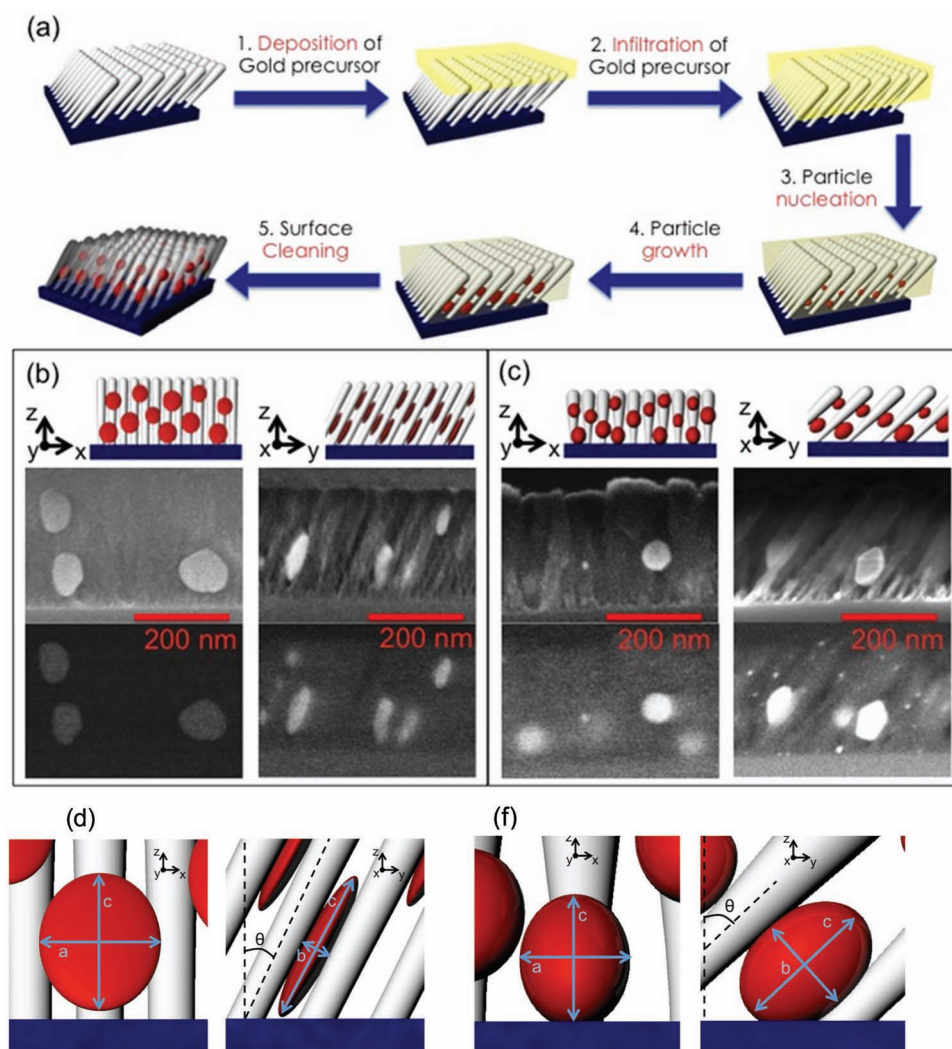 (a)
1. Deposition of
Gold precursor
2. Infiltration of
Gold precursor
3. Particle
nucleation
4. Particle
growth
5. Surface
Cleaning
(b)
z
y
x
z
x
y
200 nm
200 nm
(c)
z
y
x
z
x
y
200 nm
200 nm
(d)
z
y
x
c
a
z
x
y
θ
c
b
(f)
z
y
x
c
a
z
x
y
θ
c
b